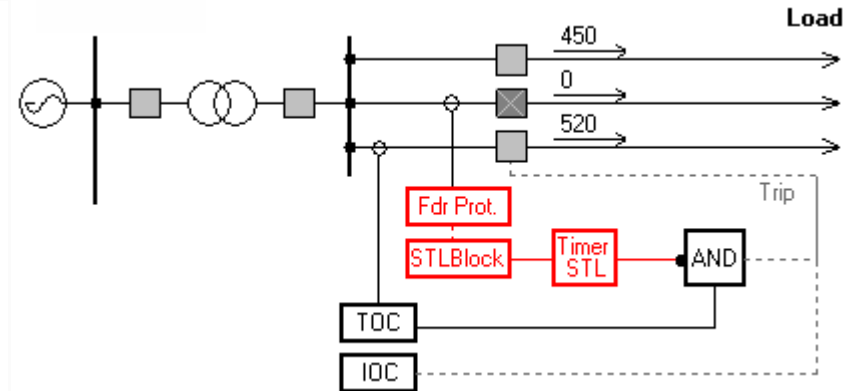 Load
450
0
520
Trip
Fdr Prot.
STLBlock
Timer
STL
AND
TOC
IOC